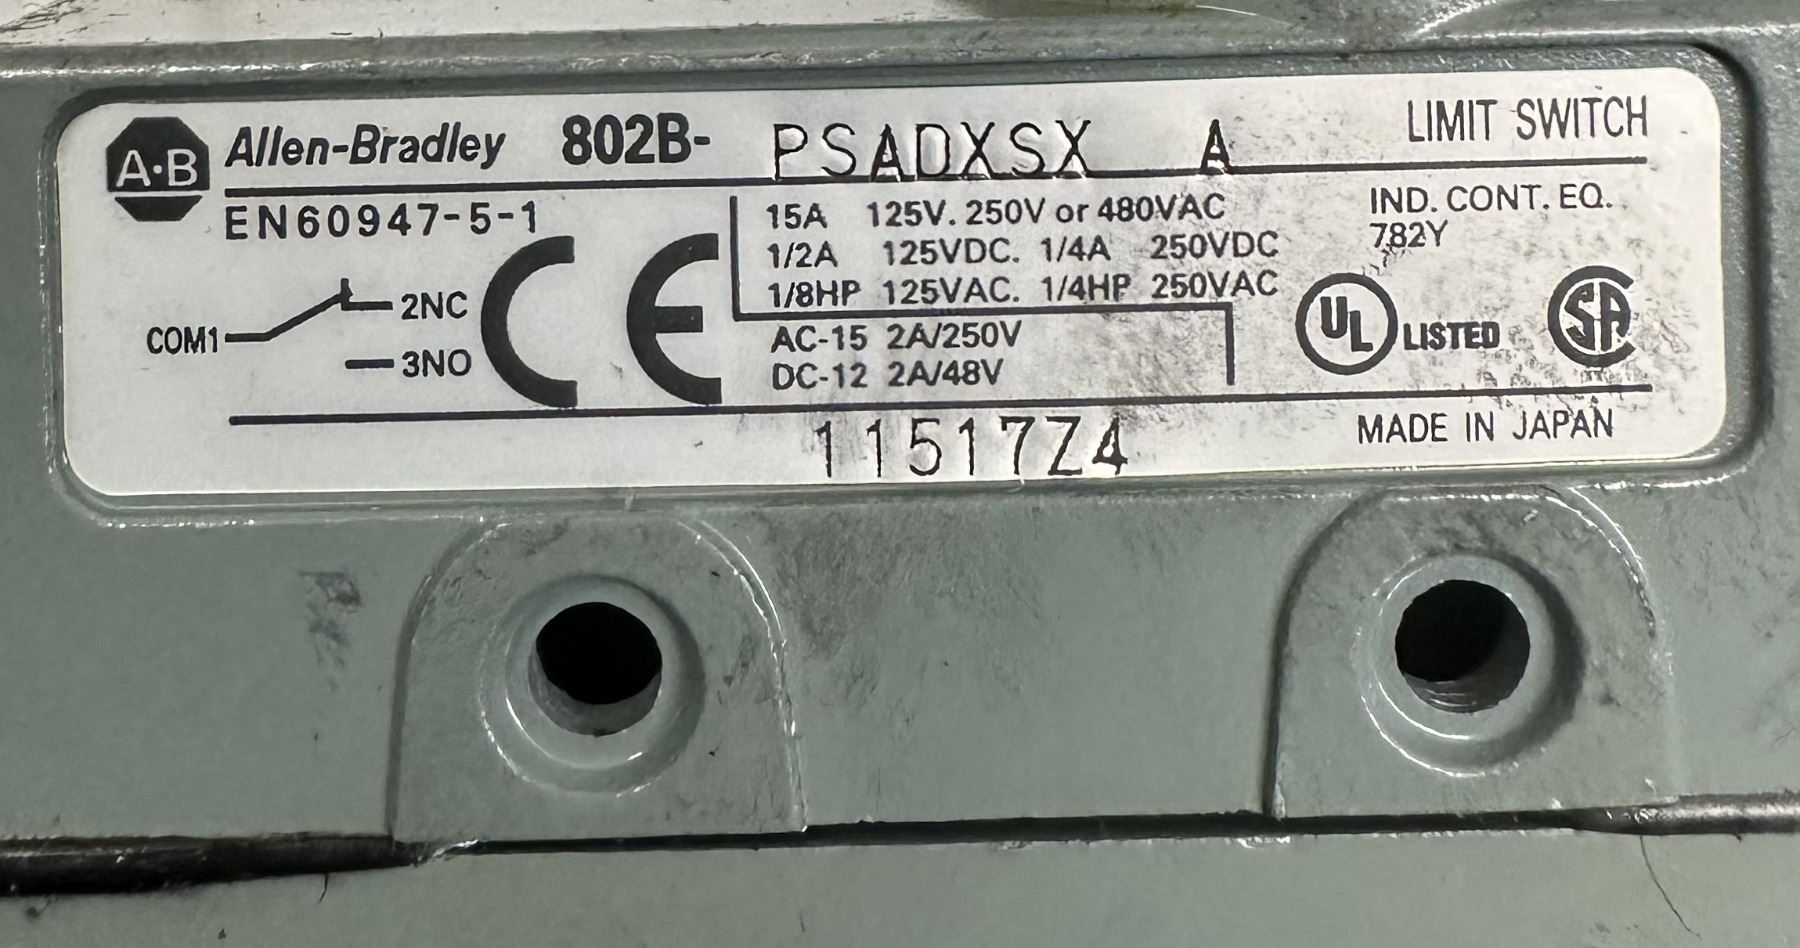 A·B Allen-Bradley 802B- PSADXSX A LIMIT SWITCH
EN60947-5-1
COM1
2NC
3NO
CE
15A 125V. 250V or 480VAC
1/2A 125VDC. 1/4A 250VDC
1/8HP 125VAC. 1/4HP 250VAC
AC-15 2A/250V
DC-12 2A/48V
IND. CONT. EQ.
782Y
UL LISTED SA
11517Z4
MADE IN JAPAN